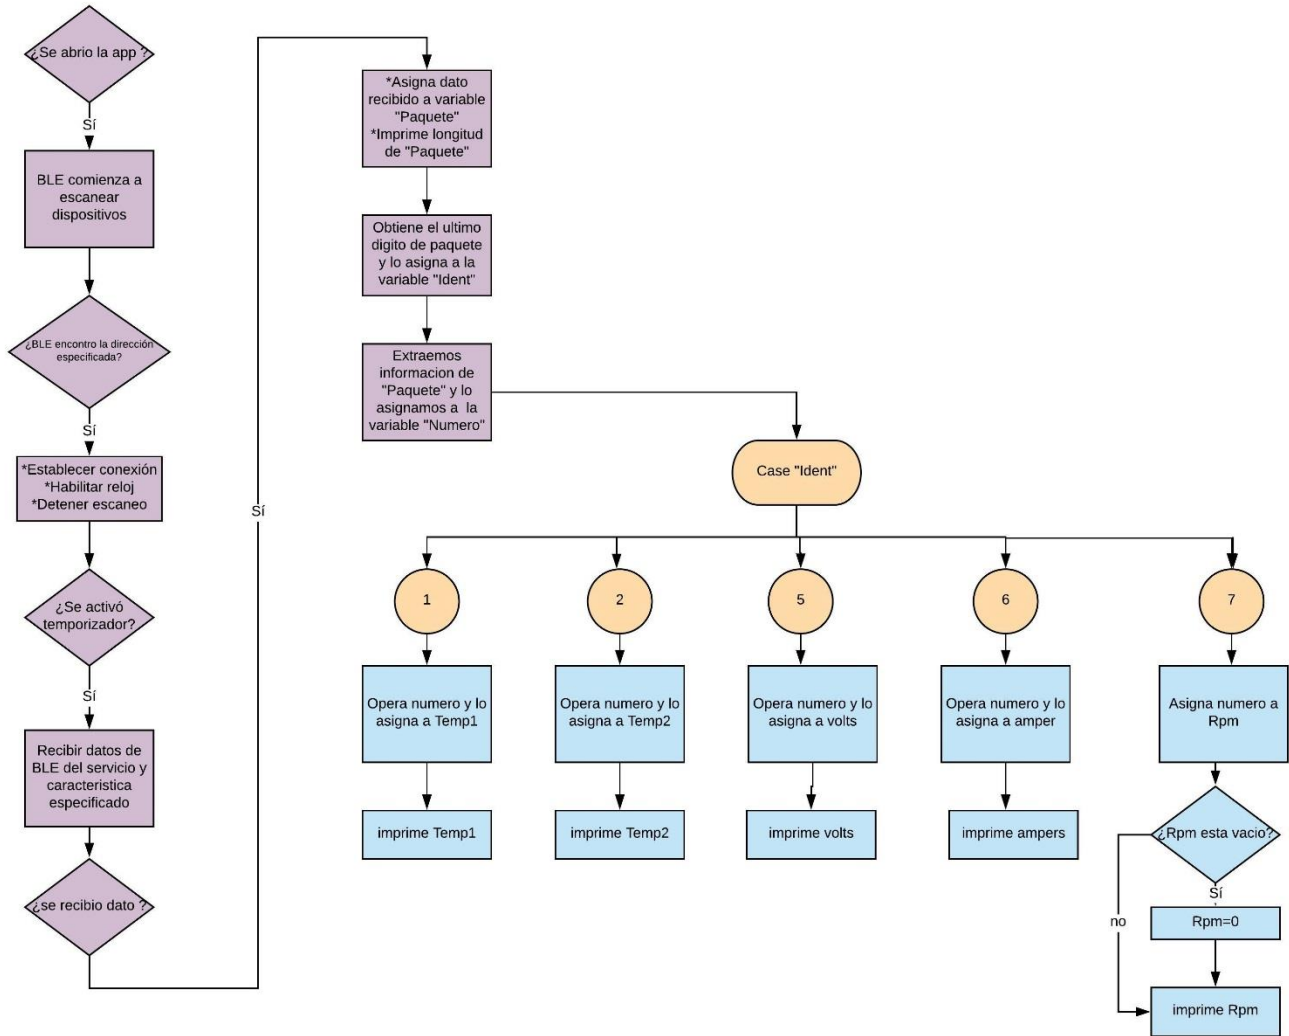 ¿Se abrio la app ?
Sí
BLE comienza a
escanear
dispositivos
¿BLE encontro la dirección
especificada?
Sí
*Establecer conexión
*Habilitar reloj
*Detener escaneo
¿Se activó
temporizador?
Sí
Recibir datos de
BLE del servicio y
caracteristica
especificado
¿se recibio dato ?
Sí
*Asigna dato
recibido a variable
"Paquete"
*Imprime longitud
de "Paquete"
Obtiene el ultimo
digito de paquete
y lo asigna a la
variable "Ident"
Extraemos
informacion de
"Paquete" y lo
asignamos a la
variable "Numero"
Case "Ident"
1
2
5
6
7
Opera numero y lo
asigna a Temp1
Opera numero y lo
asigna a Temp2
Opera numero y lo
asigna a volts
Opera numero y lo
asigna a amper
Asigna numero a
Rpm
imprime Temp1
imprime Temp2
imprime volts
imprime ampers
¿Rpm esta vacio?
Sí
no
Rpm=0
imprime Rpm